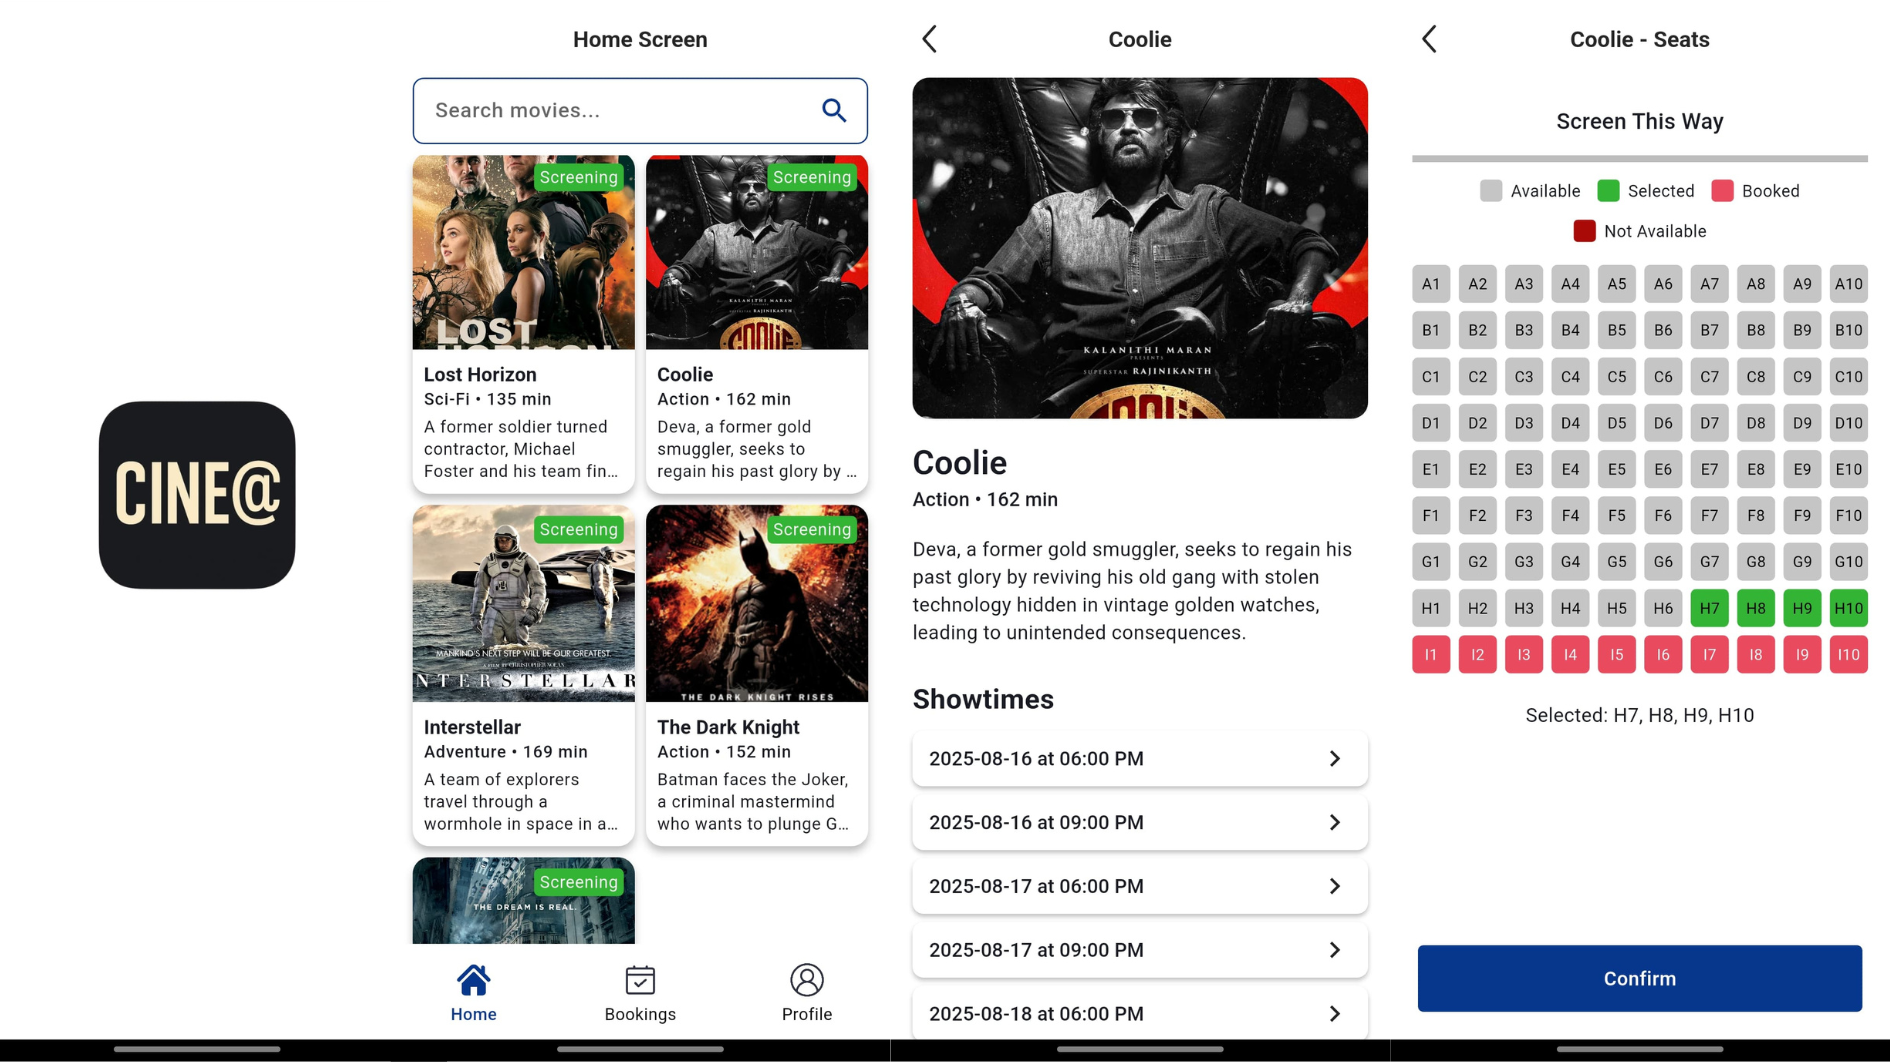 CINE@
Home Screen
Search movies...
Screening
LOST
HORIZON
Lost Horizon
Sci-Fi • 135 min
A former soldier turned
contractor, Michael
Foster and his team fin...
Screening
KALANITHI MARAN
SUPERSTAR RAJINIKANTH
COOLIE
Coolie
Action • 162 min
Deva, a former gold
smuggler, seeks to
regain his past glory by ...
Screening
MANKIND'S NEXT STEP WILL BE OUR GREATEST.
A FILM BY CHRISTOPHER NOLAN
NTERSTELLAR
Interstellar
Adventure • 169 min
A team of explorers
travel through a
wormhole in space in a...
Screening
THE DARK KNIGHT RISES
The Dark Knight
Action • 152 min
Batman faces the Joker,
a criminal mastermind
who wants to plunge G...
Screening
THE DREAM IS REAL.
Home
Bookings
Profile
Coolie
KALANITHI MARAN
PRESENTS
SUPERSTAR RAJINIKANTH
COOLIE
Coolie
Action • 162 min
Deva, a former gold smuggler, seeks to regain his
past glory by reviving his old gang with stolen
technology hidden in vintage golden watches,
leading to unintended consequences.
Showtimes
2025-08-16 at 06:00 PM
2025-08-16 at 09:00 PM
2025-08-17 at 06:00 PM
2025-08-17 at 09:00 PM
2025-08-18 at 06:00 PM
Coolie - Seats
Screen This Way
Available Selected Booked
Not Available
A1 A2 A3 A4 A5 A6 A7 A8 A9 A10
B1 B2 B3 B4 B5 B6 B7 B8 B9 B10
C1 C2 C3 C4 C5 C6 C7 C8 C9 C10
D1 D2 D3 D4 D5 D6 D7 D8 D9 D10
E1 E2 E3 E4 E5 E6 E7 E8 E9 E10
F1 F2 F3 F4 F5 F6 F7 F8 F9 F10
G1 G2 G3 G4 G5 G6 G7 G8 G9 G10
H1 H2 H3 H4 H5 H6 H7 H8 H9 H10
I1 I2 I3 I4 I5 I6 I7 I8 I9 I10
Selected: H7, H8, H9, H10
Confirm